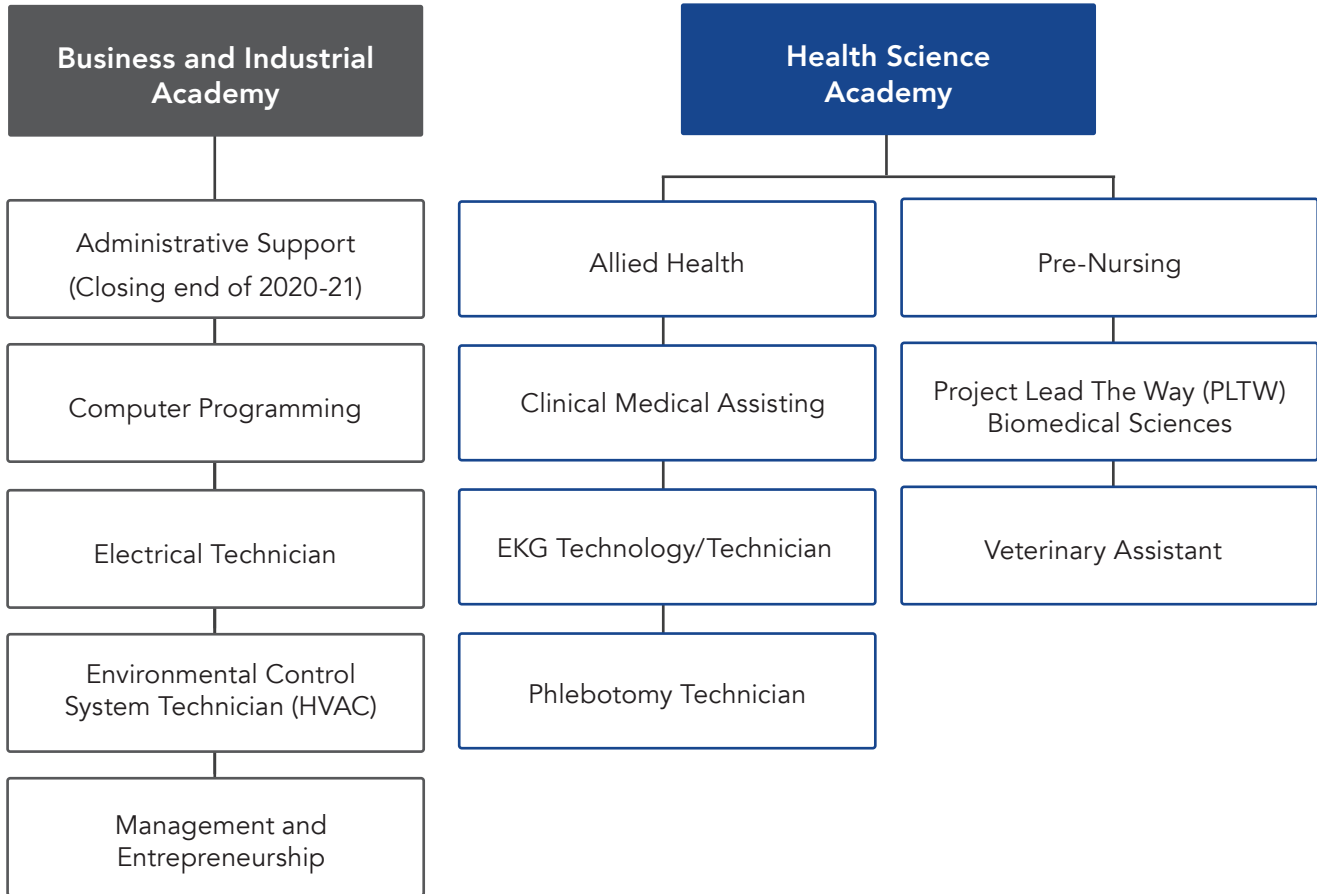 Business and Industrial
Academy
Administrative Support
(Closing end of 2020-21)
Computer Programming
Electrical Technician
Environmental Control
System Technician (HVAC)
Management and
Entrepreneurship
Health Science
Academy
Allied Health
Clinical Medical Assisting
EKG Technology/Technician
Phlebotomy Technician
Pre-Nursing
Project Lead The Way (PLTW)
Biomedical Sciences
Veterinary Assistant